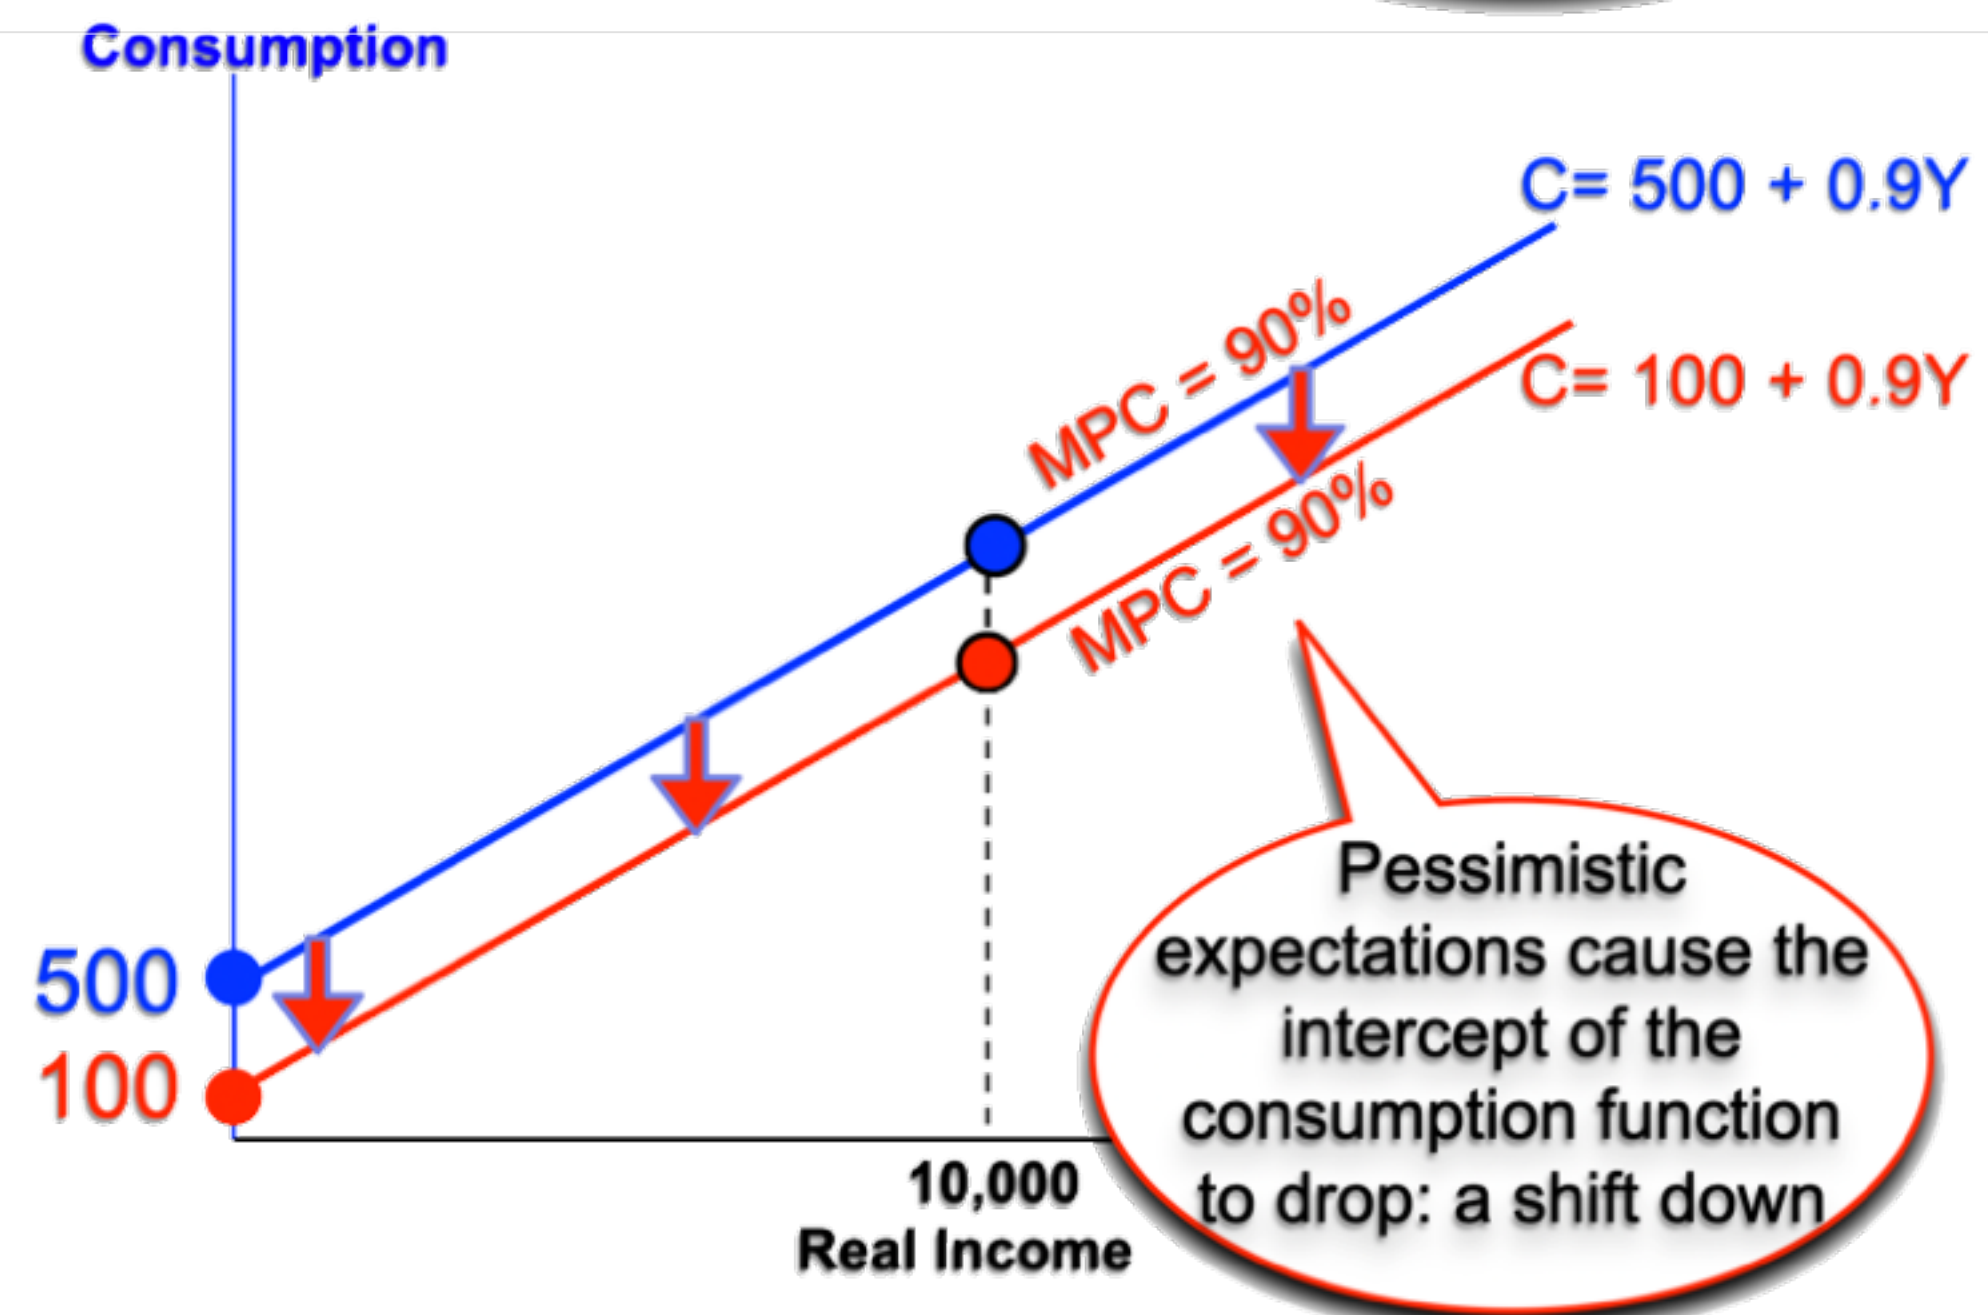 Consumption
C= 500 + 0.9Y
MPC = 90%
C= 100 + 0.9Y
MPC = 90%
500
100
10,000
Real Income
Pessimistic
expectations cause the
intercept of the
consumption function
to drop: a shift down